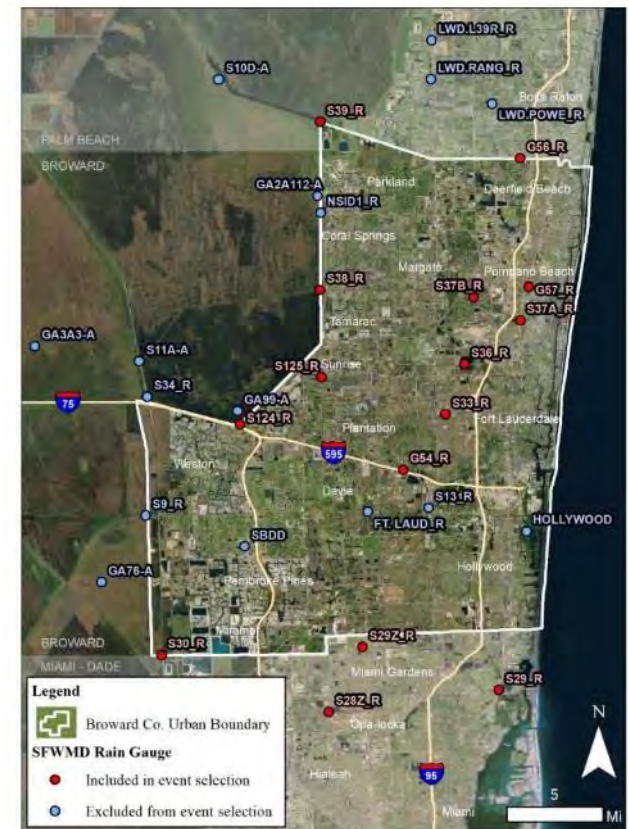 LWD.L39R_R
S10D-A
LWD.RANG_R
Boca Raton
LWD.POWE_R
S39_R
PALM BEACH
BROWARD
G56_R
Parkland
Deerfield Beach
GA2A112-A
NSID1_R
Coral Springs
Margate
Pompano Beach
S38_R
S37B_R
G57_R
S37A_R
Tamarac
GA3A3-A
S11A-A
S125_R
Sunrise
S36_R
S34_R
GA99-A
75
S124_R
S33_R
Fort Lauderdale
Plantation
Weston
595
G54_R
Davie
S9_R
S131R
FT. LAUD_R
HOLLYWOOD
SBDD
GA76-A
Pembroke Pines
Hollywood
Miramar
BROWARD
S30_R
S29Z_R
MIAMI - DADE
Miami Gardens
S29_R
Legend
Broward Co. Urban Boundary
S28Z_R
Opa-locka
N
SFWMD Rain Gauge
Included in event selection
Hialeah
95
5
Excluded from event selection
Miami
Mi